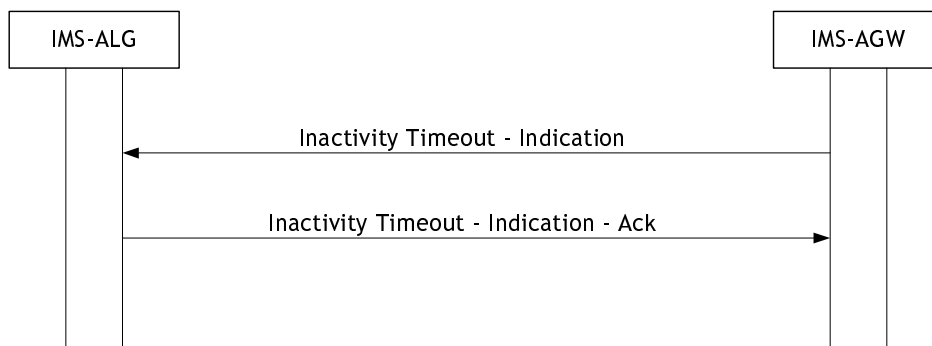 IMS-ALG
IMS-AGW
Inactivity Timeout - Indication
Inactivity Timeout - Indication - Ack